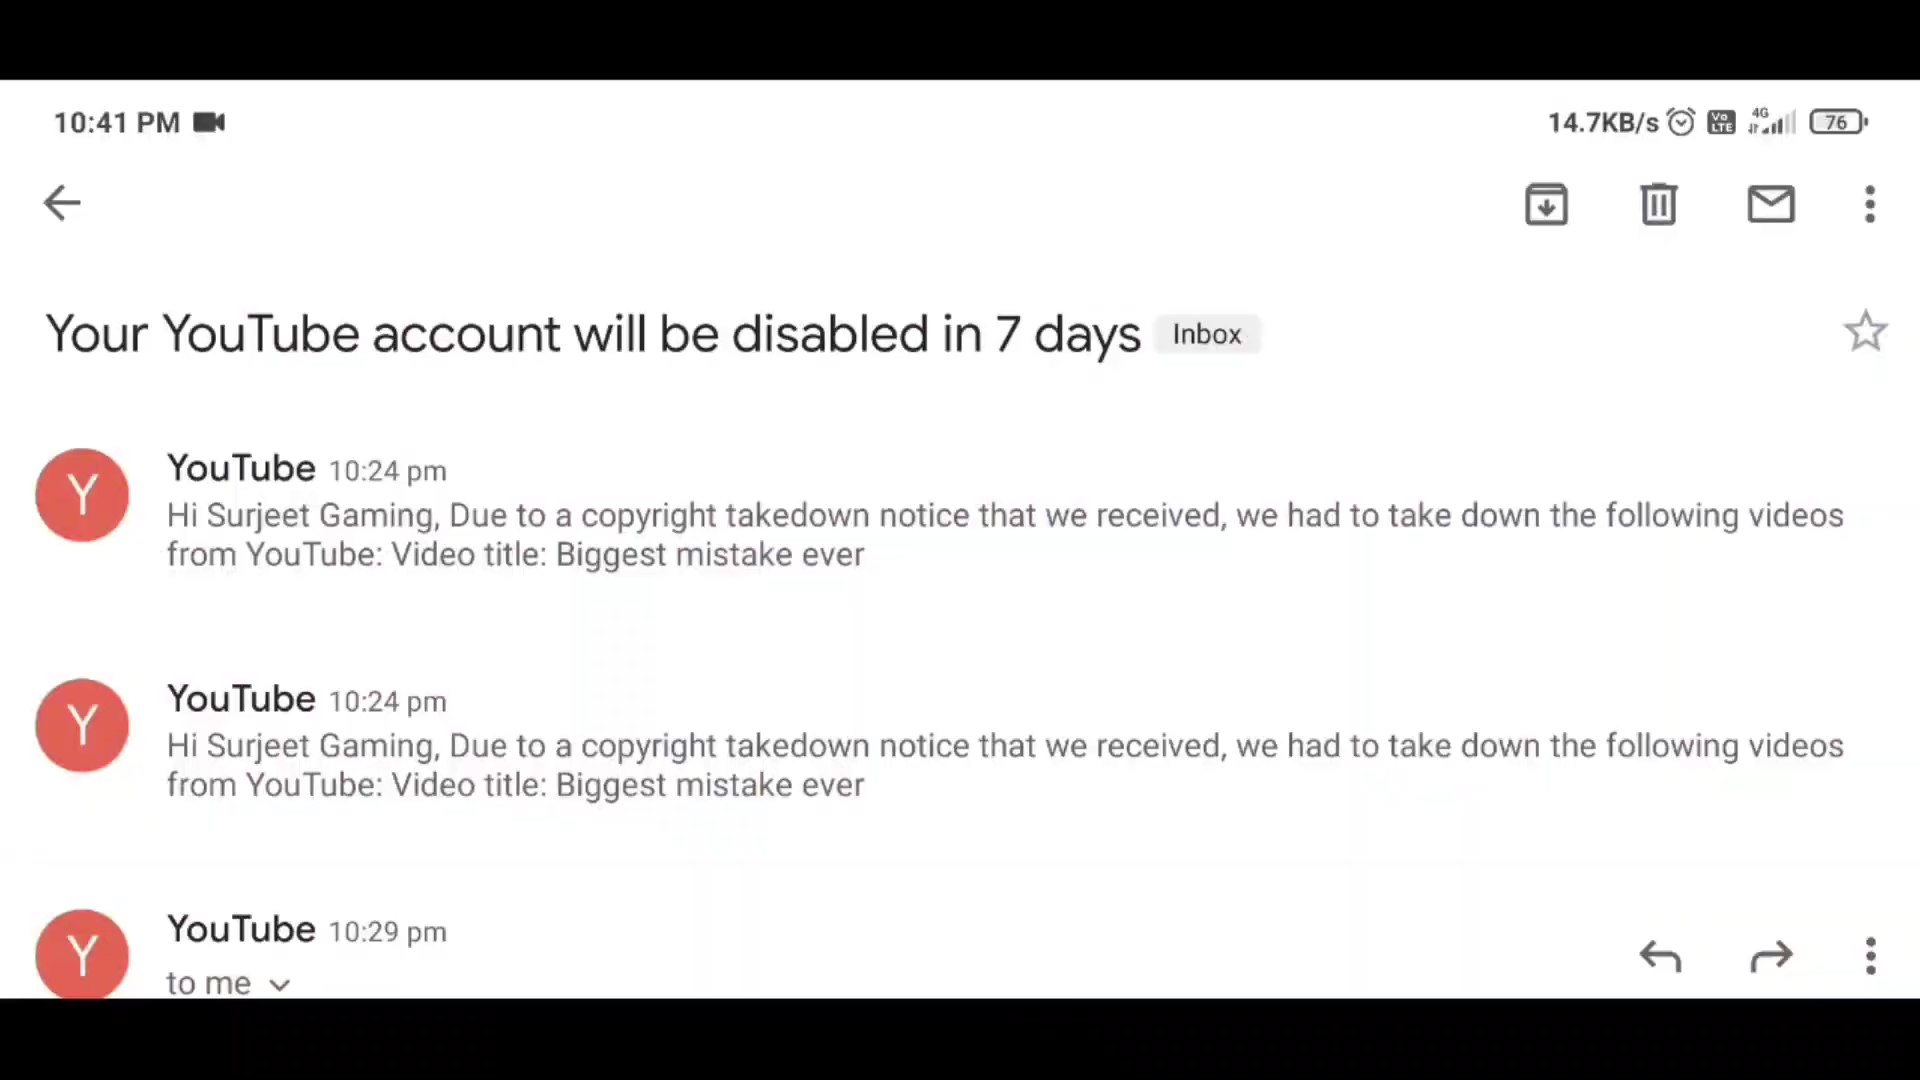 10:41 PM 14.7KB/s Vo LTE 4G 76
Your YouTube account will be disabled in 7 days Inbox
Y YouTube 10:24 pm
Hi Surjeet Gaming, Due to a copyright takedown notice that we received, we had to take down the following videos
from YouTube: Video title: Biggest mistake ever
Y YouTube 10:24 pm
Hi Surjeet Gaming, Due to a copyright takedown notice that we received, we had to take down the following videos
from YouTube: Video title: Biggest mistake ever
Y YouTube 10:29 pm
to me